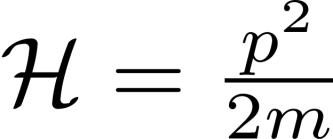 ℋ = p²/2m